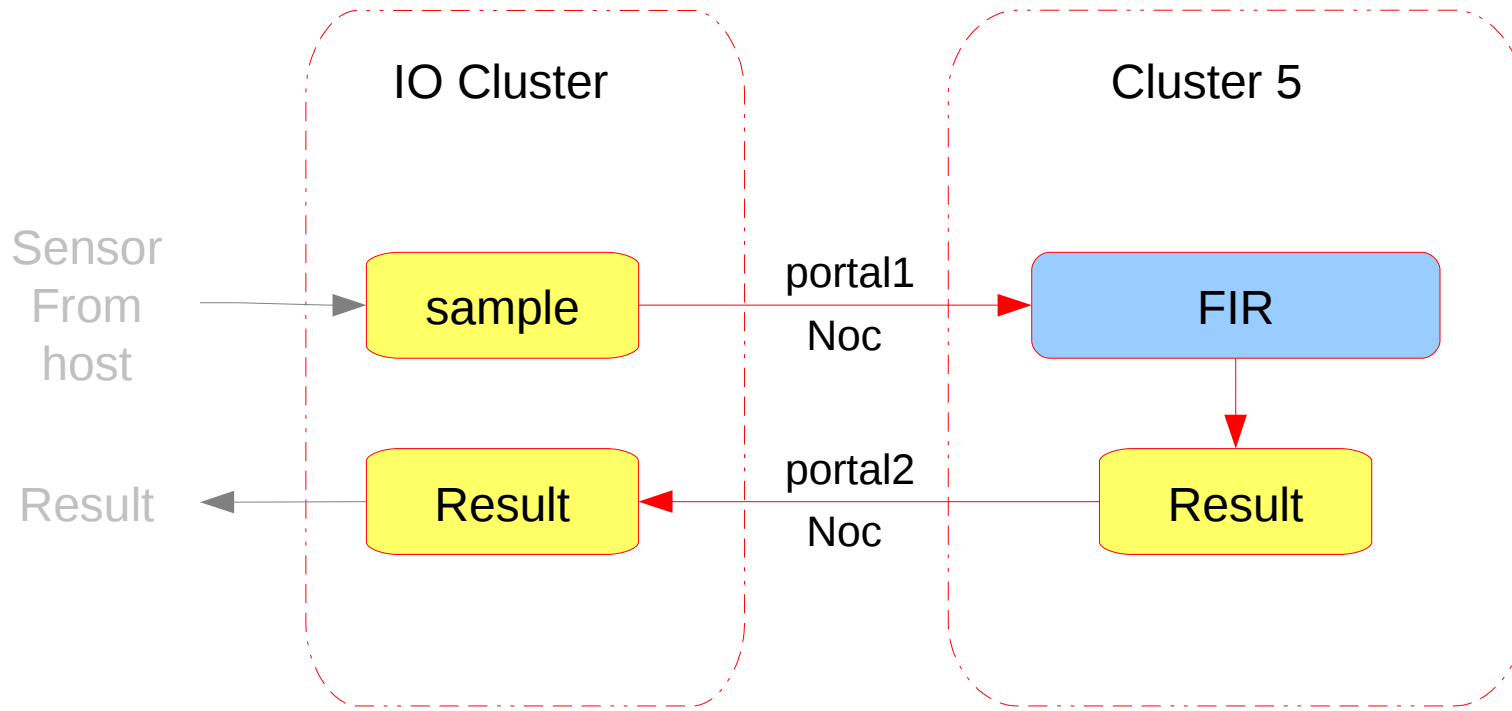 IO Cluster
Cluster 5
Sensor
From
host
sample
portal1
Noc
FIR
Result
Result
portal2
Noc
Result